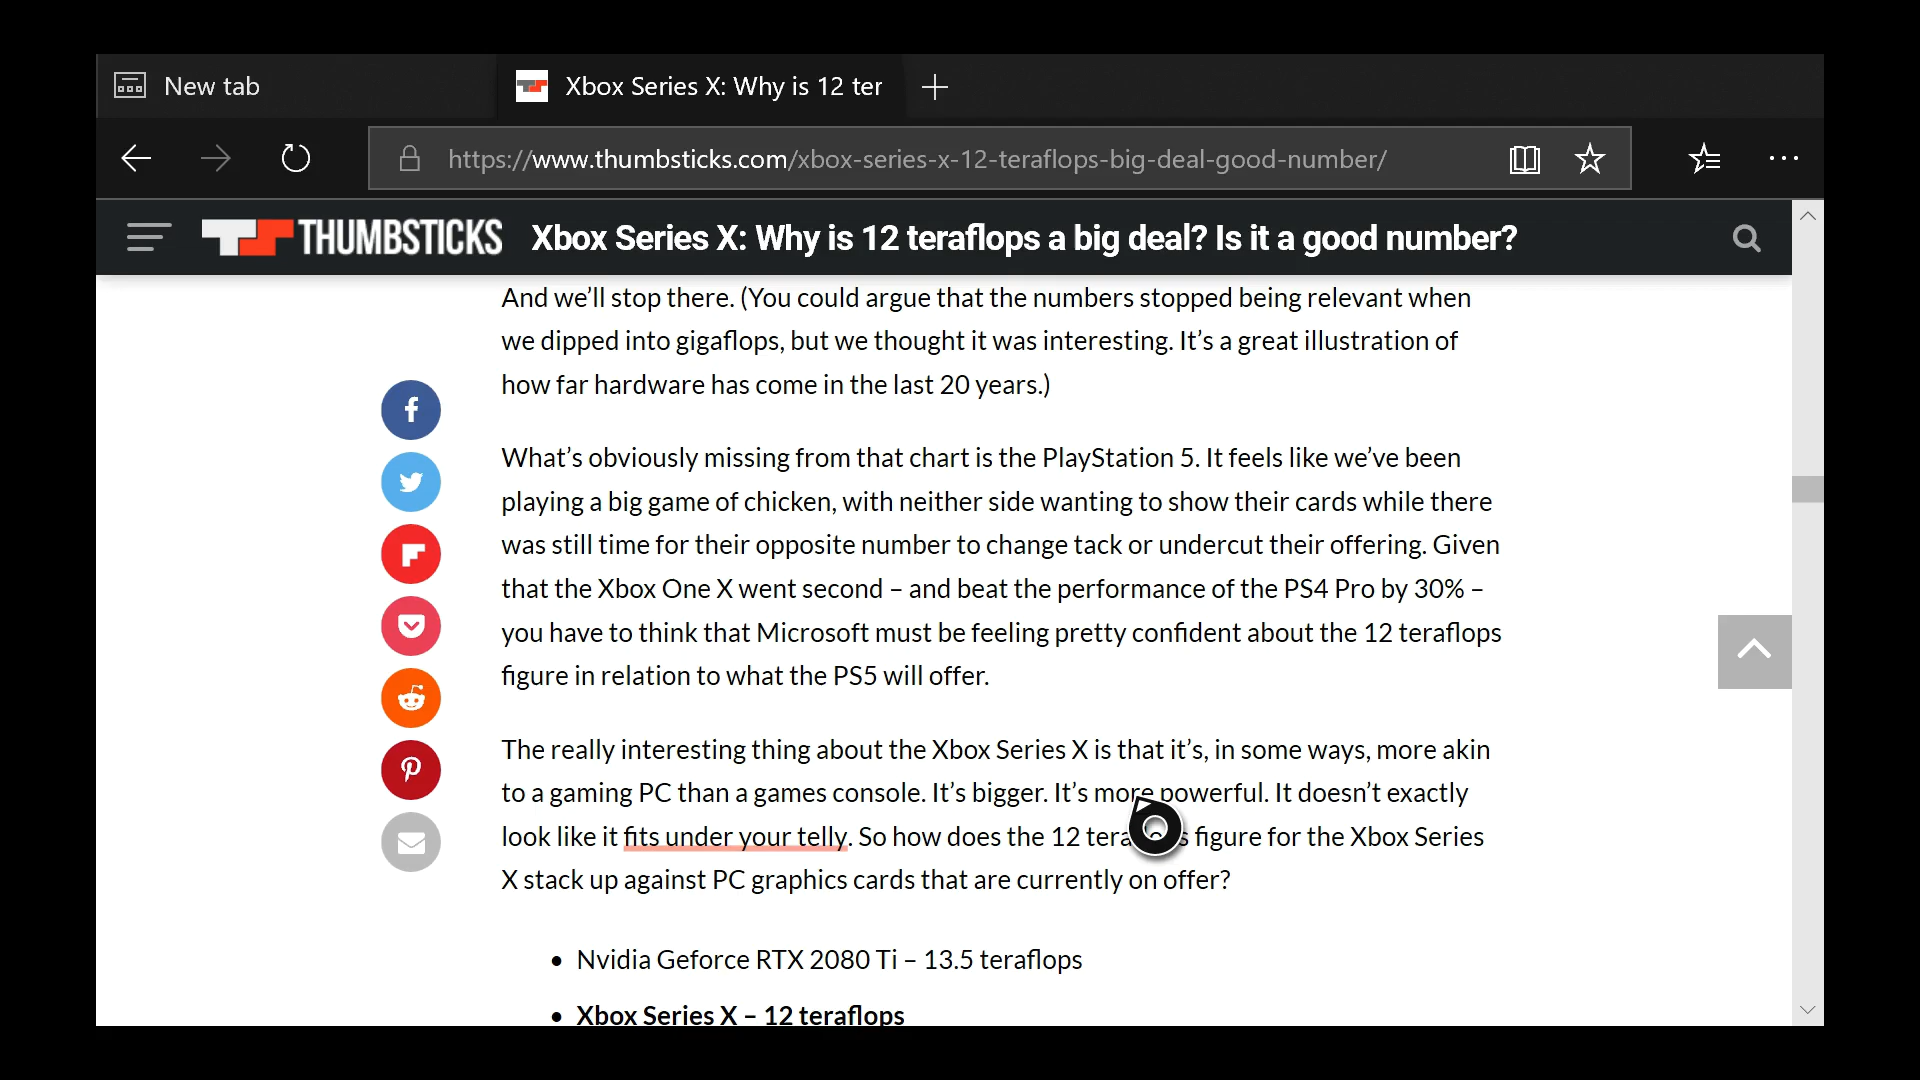 New tab
Xbox Series X: Why is 12 ter
https://www.thumbsticks.com/xbox-series-x-12-teraflops-big-deal-good-number/
THUMBSTICKS
Xbox Series X: Why is 12 teraflops a big deal? Is it a good number?
And we’ll stop there. (You could argue that the numbers stopped being relevant when
we dipped into gigaflops, but we thought it was interesting. It’s a great illustration of
how far hardware has come in the last 20 years.)
What’s obviously missing from that chart is the PlayStation 5. It feels like we’ve been
playing a big game of chicken, with neither side wanting to show their cards while there
was still time for their opposite number to change tack or undercut their offering. Given
that the Xbox One X went second – and beat the performance of the PS4 Pro by 30% –
you have to think that Microsoft must be feeling pretty confident about the 12 teraflops
figure in relation to what the PS5 will offer.
The really interesting thing about the Xbox Series X is that it’s, in some ways, more akin
to a gaming PC than a games console. It’s bigger. It’s more powerful. It doesn’t exactly
look like it fits under your telly. So how does the 12 teraflops figure for the Xbox Series
X stack up against PC graphics cards that are currently on offer?
• Nvidia Geforce RTX 2080 Ti – 13.5 teraflops
• Xbox Series X – 12 teraflops